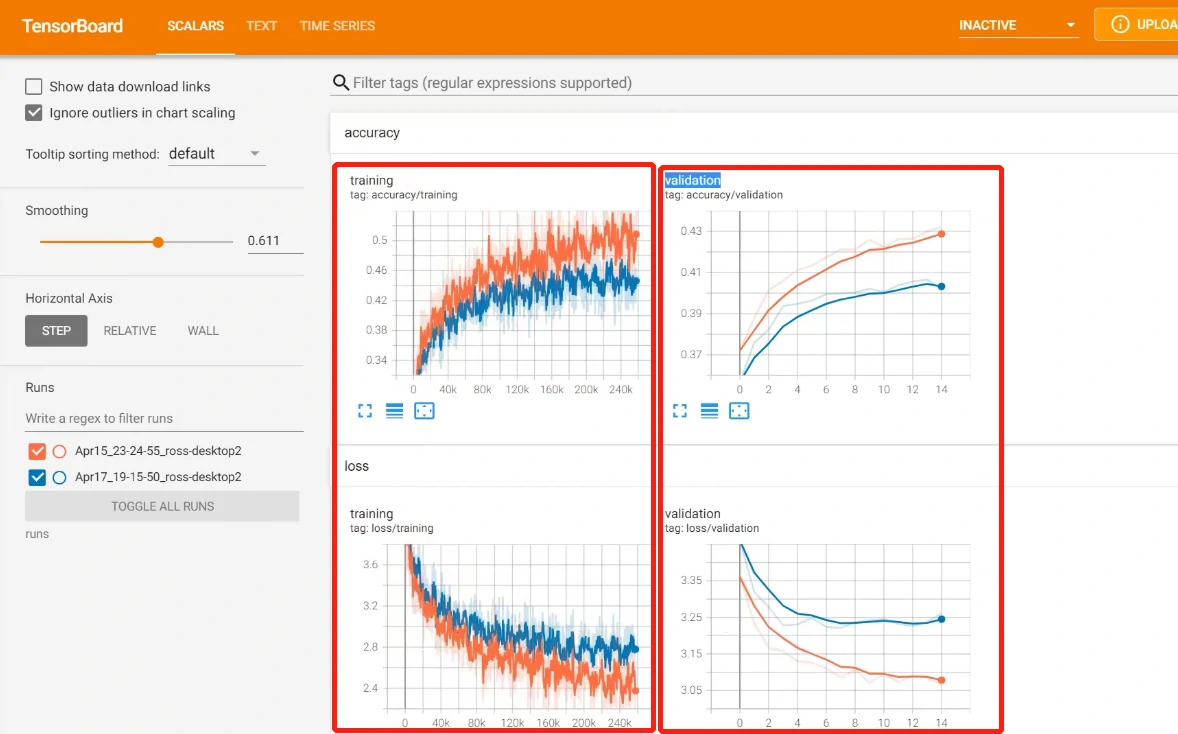 TensorBoard SCALARS TEXT TIME SERIES INACTIVE UPLOA
Show data download links
Ignore outliers in chart scaling
Tooltip sorting method: default
Smoothing
0.611
Horizontal Axis
STEP RELATIVE WALL
Runs
Write a regex to filter runs
Apr15_23-24-55_ross-desktop2
Apr17_19-15-50_ross-desktop2
TOGGLE ALL RUNS
runs
Filter tags (regular expressions supported)
accuracy
training
tag: accuracy/training
0.5
0.46
0.42
0.38
0.34
0 40k 80k 120k 160k 200k 240k
validation
tag: accuracy/validation
0.43
0.41
0.39
0.37
0 2 4 6 8 10 12 14
loss
training
tag: loss/training
3.6
3.2
2.8
2.4
0 40k 80k 120k 160k 200k 240k
validation
tag: loss/validation
3.35
3.25
3.15
3.05
0 2 4 6 8 10 12 14